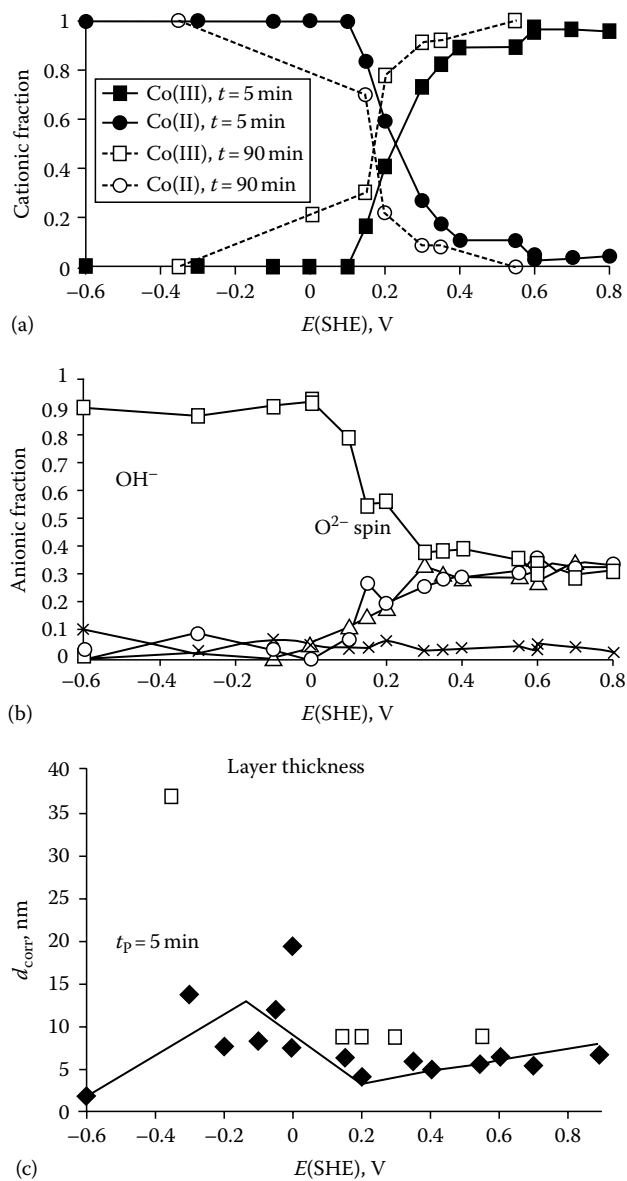 1
0.8
0.6
0.4
0.2
0
Cationic fraction
Co(III), t = 5 min
Co(II), t = 5 min
Co(III), t = 90 min
Co(II), t = 90 min
−0.6 −0.4 −0.2 0 0.2 0.4 0.6 0.8
E(SHE), V
(a)
1
0.9
0.8
0.7
0.6
0.5
0.4
0.3
0.2
0.1
0
Anionic fraction
OH⁻
O²⁻ spin
−0.6 −0.4 −0.2 0 0.2 0.4 0.6 0.8
E(SHE), V
(b)
Layer thickness
40
35
30
25
20
15
10
5
0
d_corr, nm
t_P = 5 min
−0.6 −0.4 −0.2 0 0.2 0.4 0.6 0.8
E(SHE), V
(c)